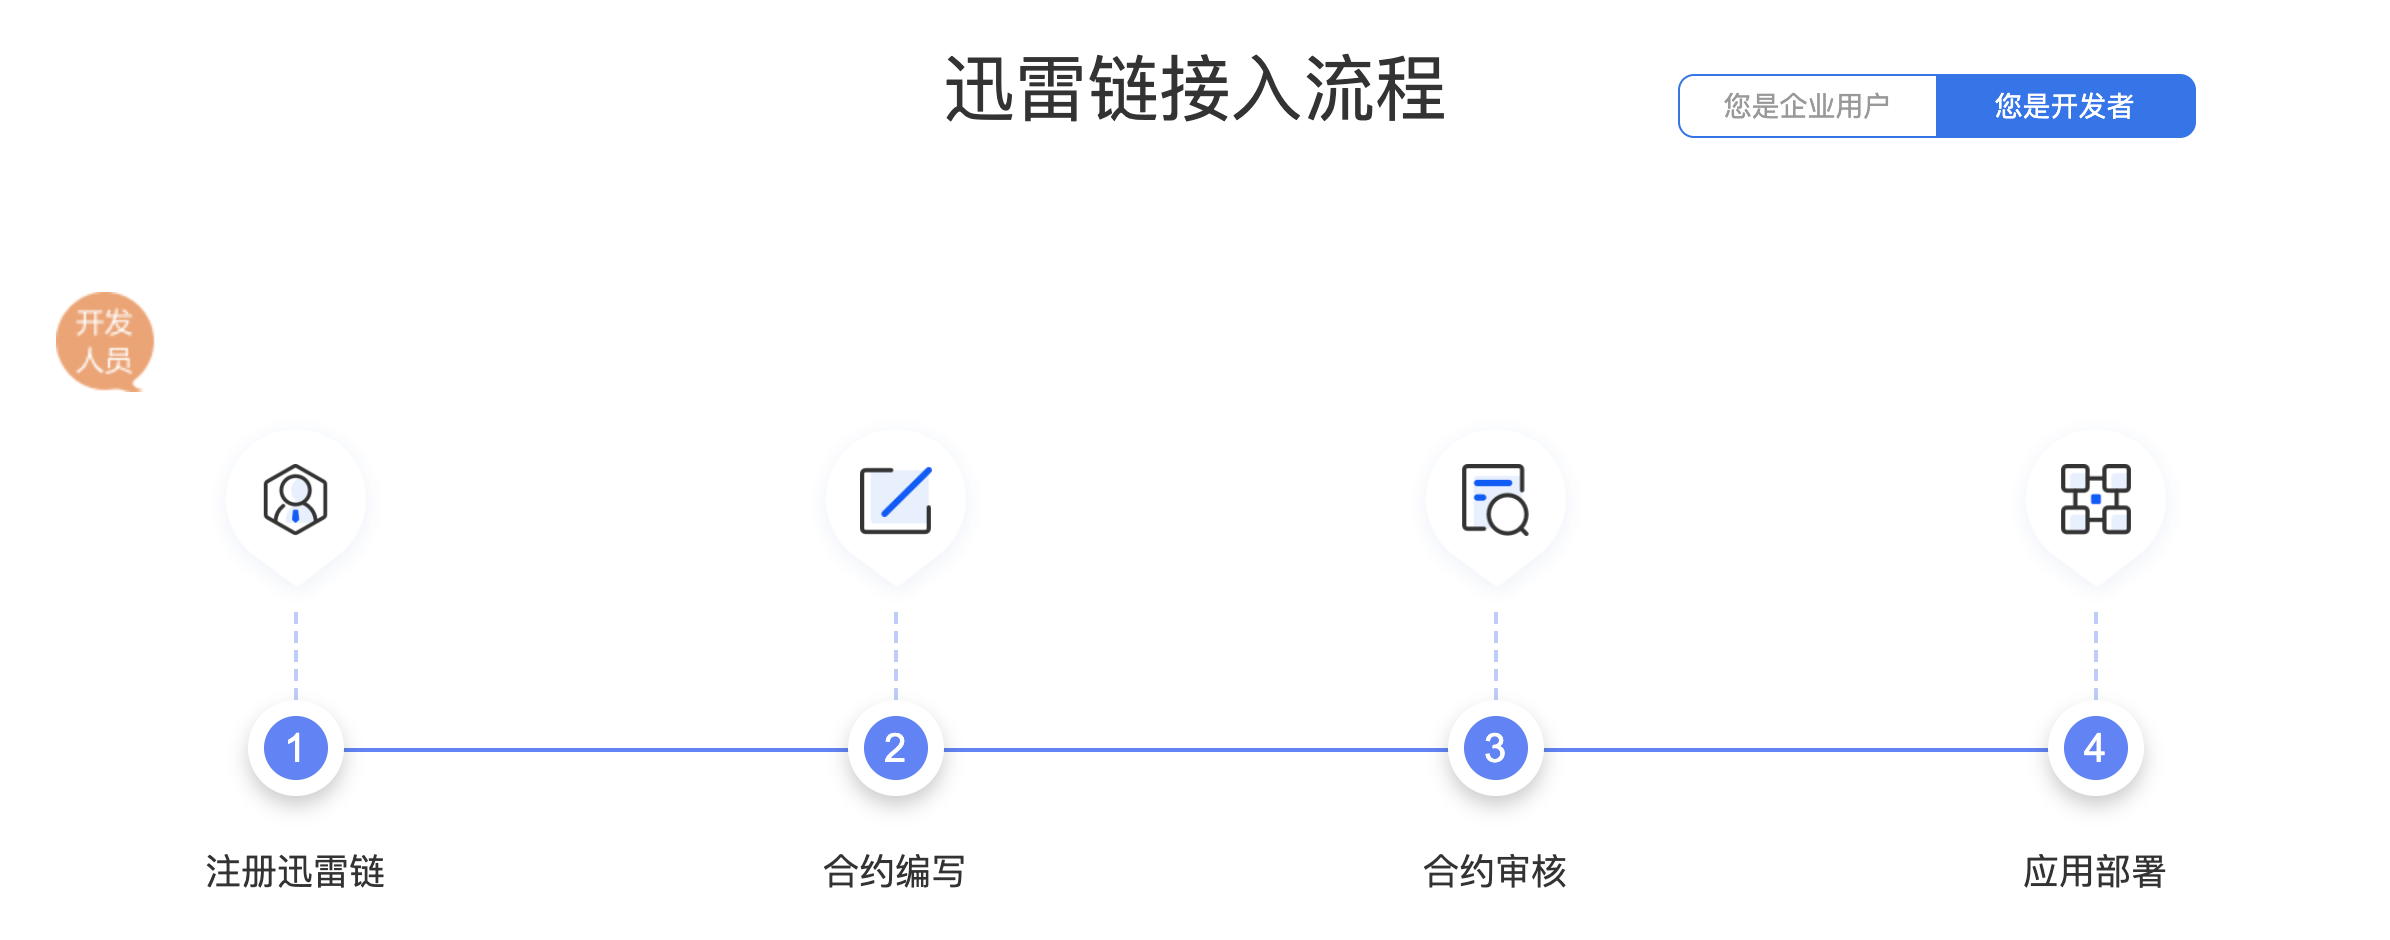 迅雷链接入流程
您是企业用户
您是开发者
开发
人员
1
2
3
4
注册迅雷链
合约编写
合约审核
应用部署